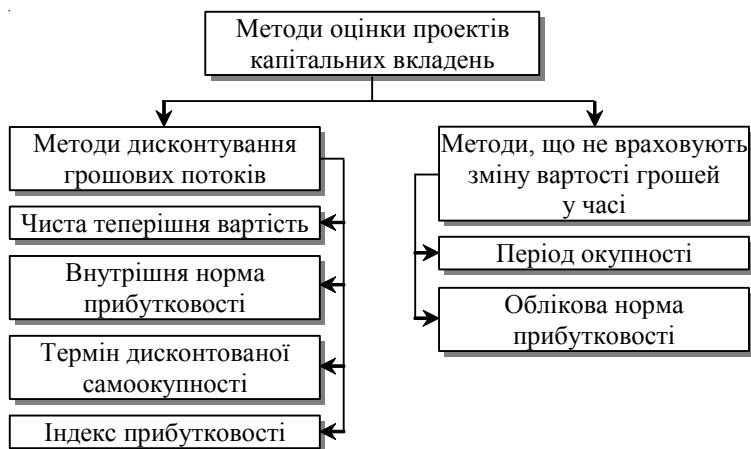 Методи оцінки проектів
капітальних вкладень
Методи дисконтування
грошових потоків
Чиста теперішня вартість
Внутрішня норма
прибутковості
Термін дисконтованої
самоокупності
Індекс прибутковості
Методи, що не враховують
зміну вартості грошей
у часі
Період окупності
Облікова норма
прибутковості